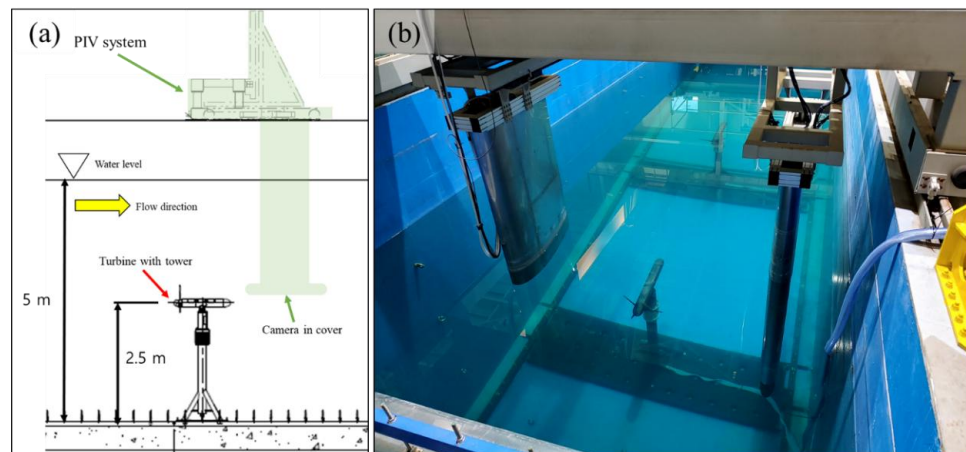 (a)
PIV system
Water level
Flow direction
Turbine with tower
5 m
Camera in cover
2.5 m
(b)